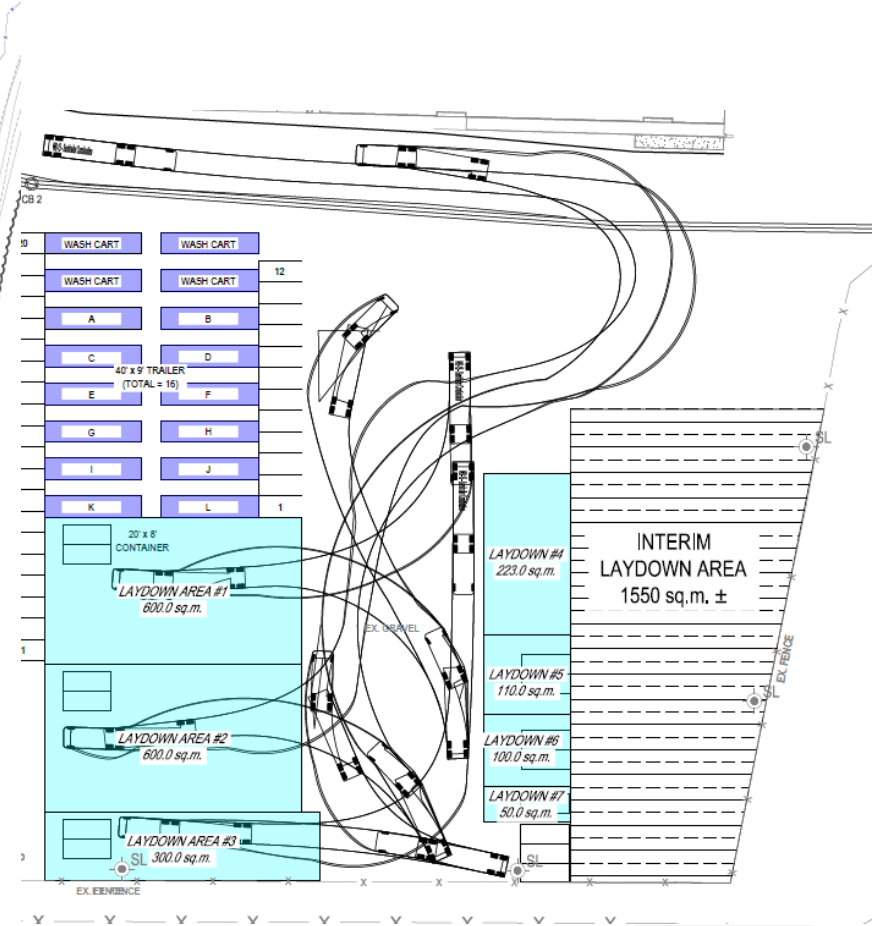 CB 2
20
WASH CART
WASH CART
12
WASH CART
WASH CART
A
B
C
D
40' x 9' TRAILER
(TOTAL = 16)
E
F
G
H
I
J
K
L
1
20' x 8'
CONTAINER
LAYDOWN AREA #1
600.0 sq.m.
1
LAYDOWN AREA #2
600.0 sq.m.
LAYDOWN AREA #3
300.0 sq.m.
SL
EX. FENCE
EX. GRAVEL
LAYDOWN #4
223.0 sq.m.
LAYDOWN #5
110.0 sq.m.
LAYDOWN #6
100.0 sq.m.
LAYDOWN #7
50.0 sq.m.
SL
INTERIM
LAYDOWN AREA
1550 sq.m. ±
SL
EX. FENCE
SL